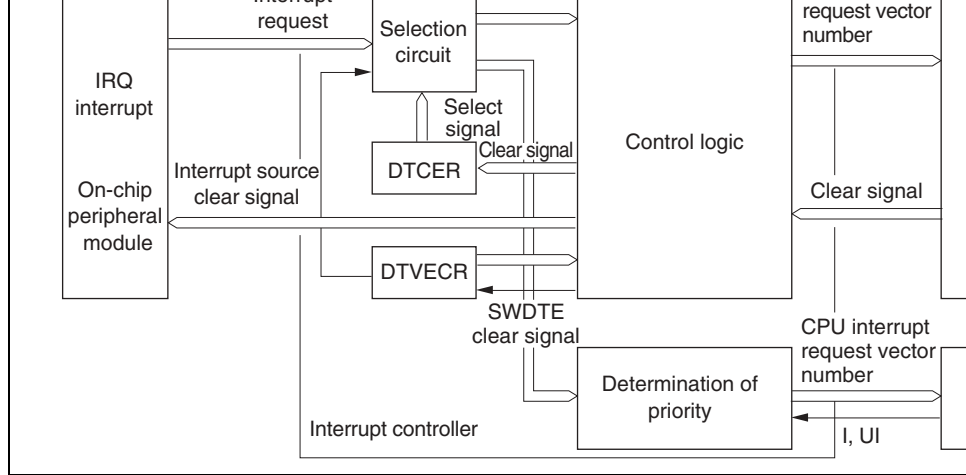 request
Selection
circuit
request vector
number
IRQ
interrupt
Select
signal
Control logic
DTCER
Clear signal
Interrupt source
clear signal
On-chip
peripheral
module
Clear signal
DTVECR
SWDTE
clear signal
CPU interrupt
request vector
number
Determination of
priority
Interrupt controller
I, UI